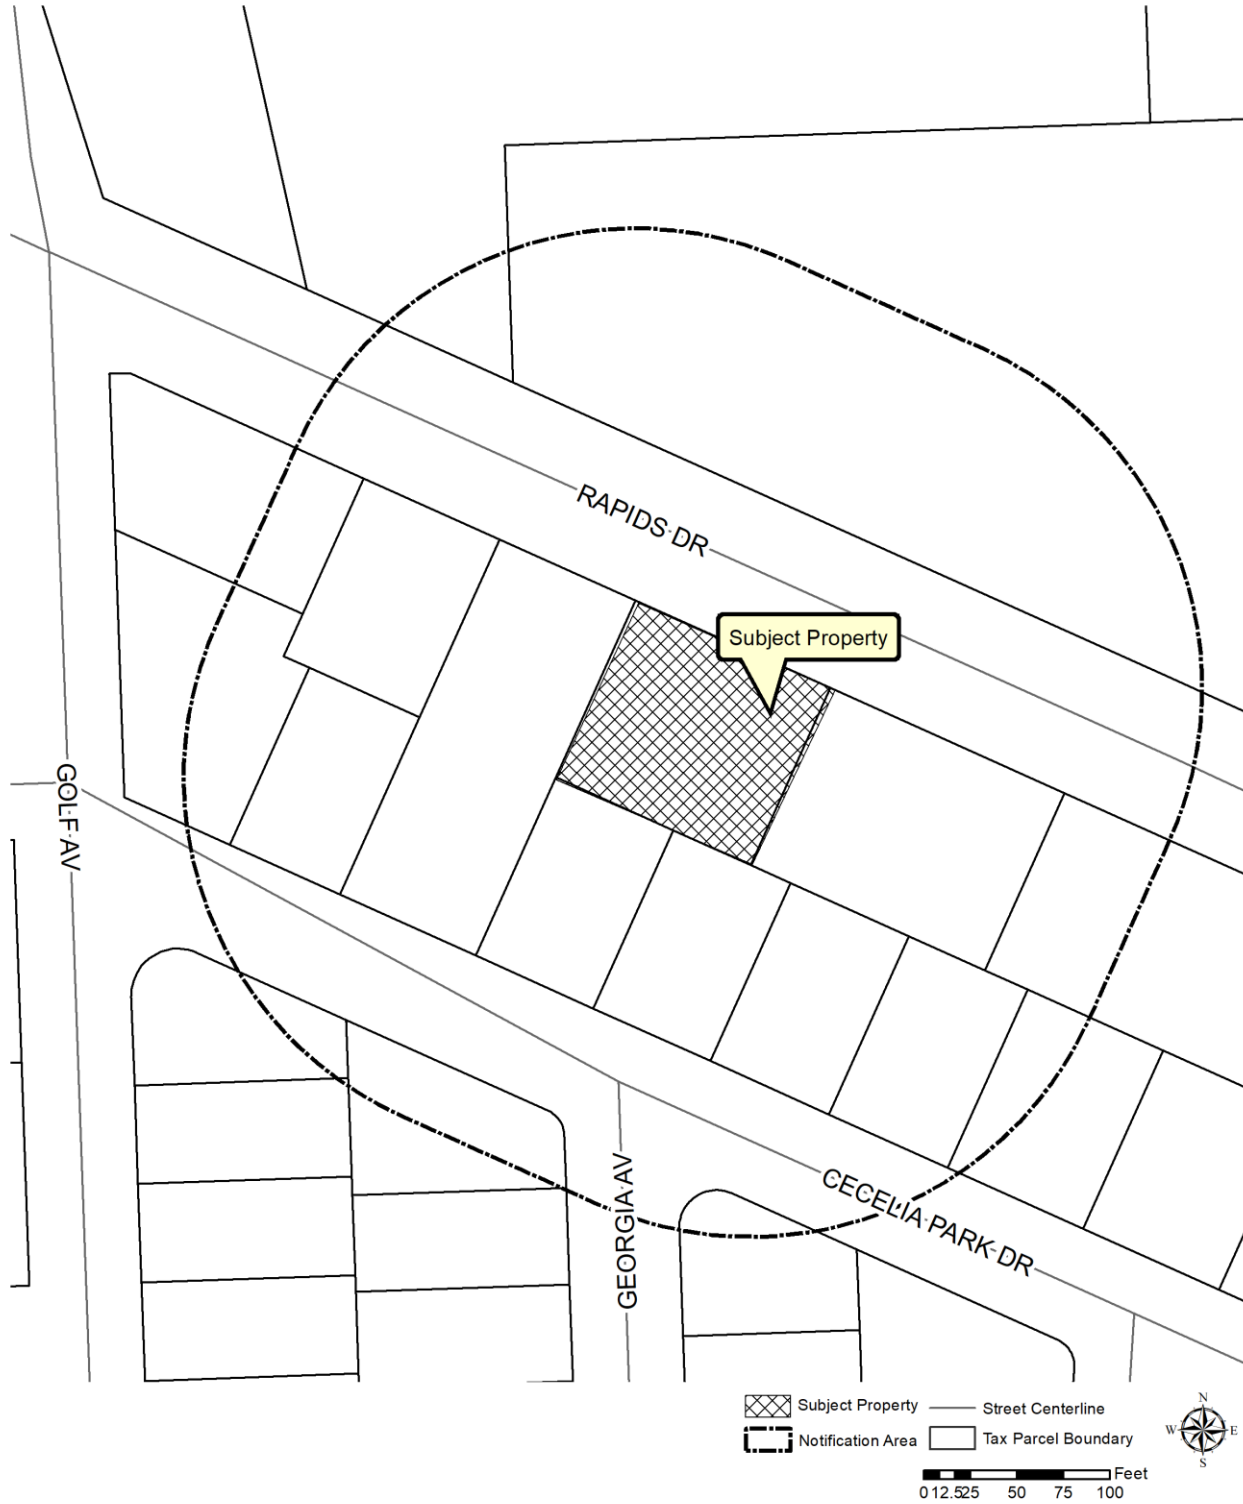 RAPIDS DR
Subject Property
GOLF AV
GEORGIA AV
CECELIA PARK DR
Subject Property
Street Centerline
Notification Area
Tax Parcel Boundary
N
W
E
S
Feet
0 12.5 25 50 75 100